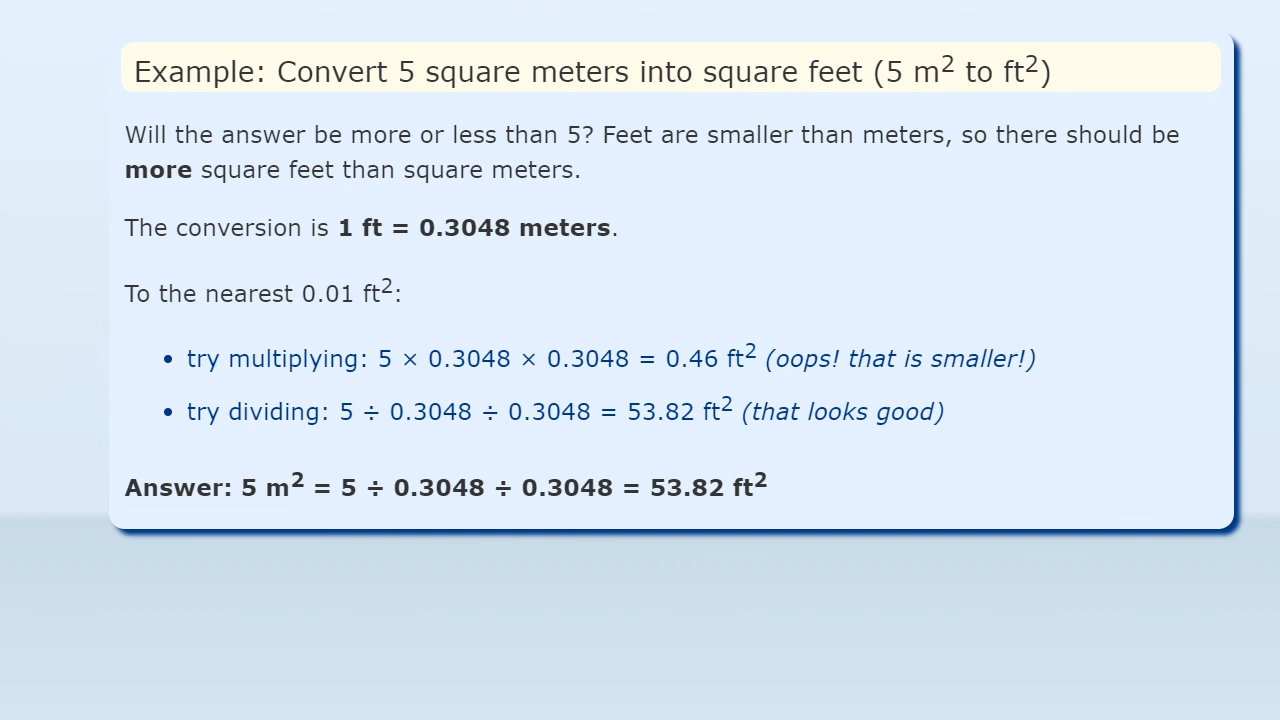 Example: Convert 5 square meters into square feet (5 m² to ft²)
Will the answer be more or less than 5? Feet are smaller than meters, so there should be
more square feet than square meters.
The conversion is 1 ft = 0.3048 meters.
To the nearest 0.01 ft²:
• try multiplying: 5 × 0.3048 × 0.3048 = 0.46 ft² (oops! that is smaller!)
• try dividing: 5 ÷ 0.3048 ÷ 0.3048 = 53.82 ft² (that looks good)
Answer: 5 m² = 5 ÷ 0.3048 ÷ 0.3048 = 53.82 ft²